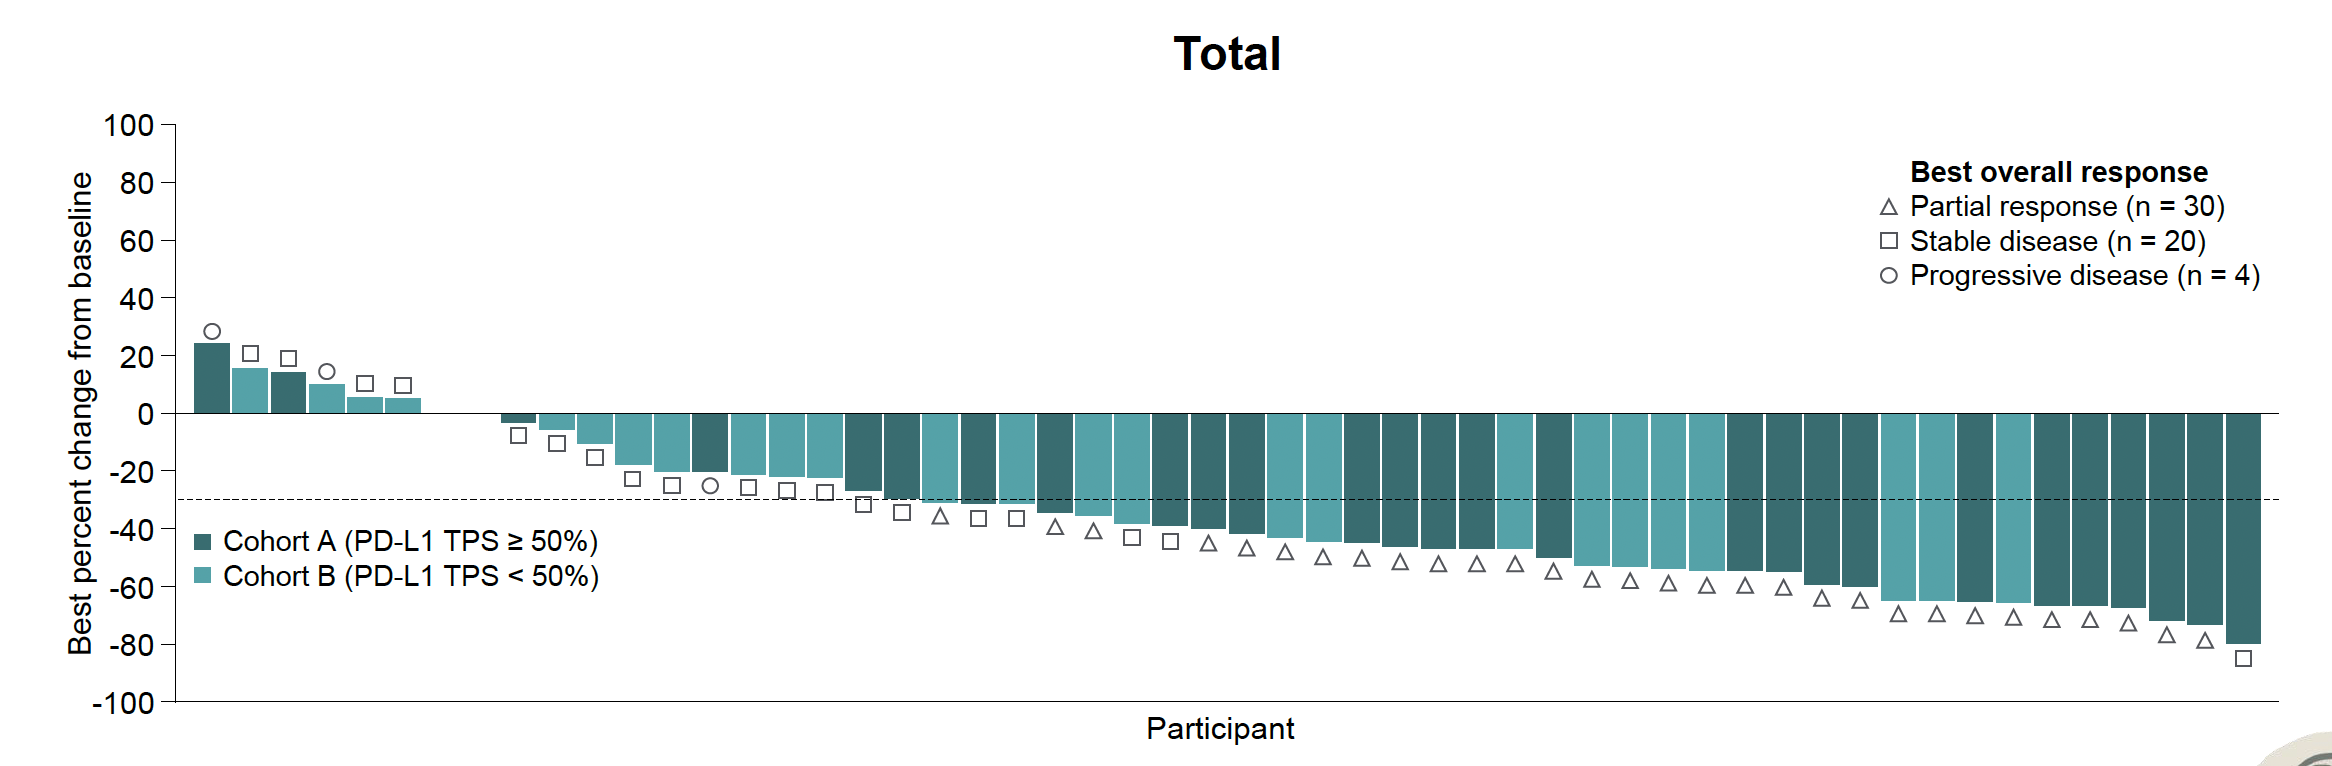 Total
Best percent change from baseline
100
80
60
40
20
0
-20
-40
-60
-80
-100
Best overall response
Partial response (n = 30)
Stable disease (n = 20)
Progressive disease (n = 4)
Cohort A (PD-L1 TPS ≥ 50%)
Cohort B (PD-L1 TPS < 50%)
Participant